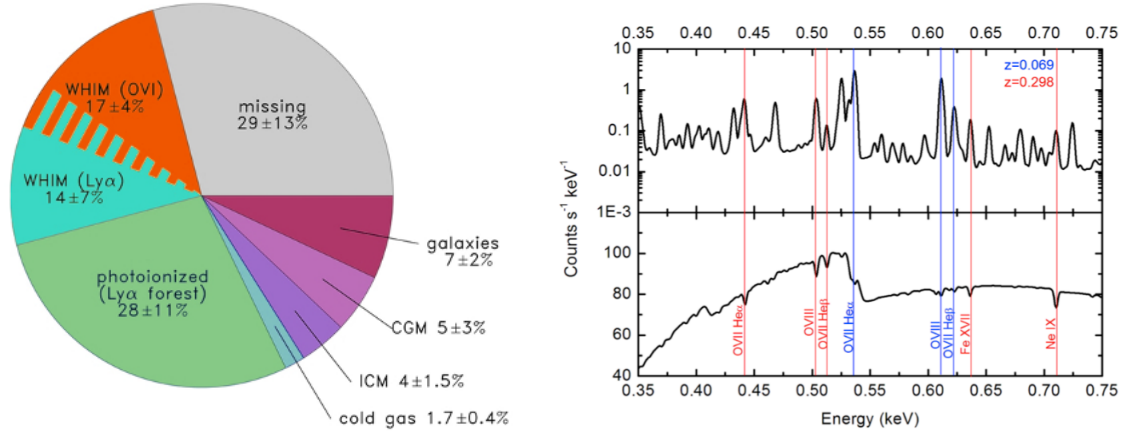 WHIM (OVI)
17±4%
missing
29±13%
WHIM (Lyα)
14±7%
photoionized
(Lyα forest)
28±11%
galaxies
7±2%
CGM 5±3%
ICM 4±1.5%
cold gas 1.7±0.4%
0.35 0.40 0.45 0.50 0.55 0.60 0.65 0.70 0.75
10
1
0.1
0.01
1E-3
z=0.069
z=0.298
Counts s⁻¹ keV⁻¹
100
80
60
40
OVII Heα
OVIII
OVII Heβ
OVII Heα
OVIII
OVII Heβ
Fe XVII
Ne IX
0.35 0.40 0.45 0.50 0.55 0.60 0.65 0.70 0.75
Energy (keV)